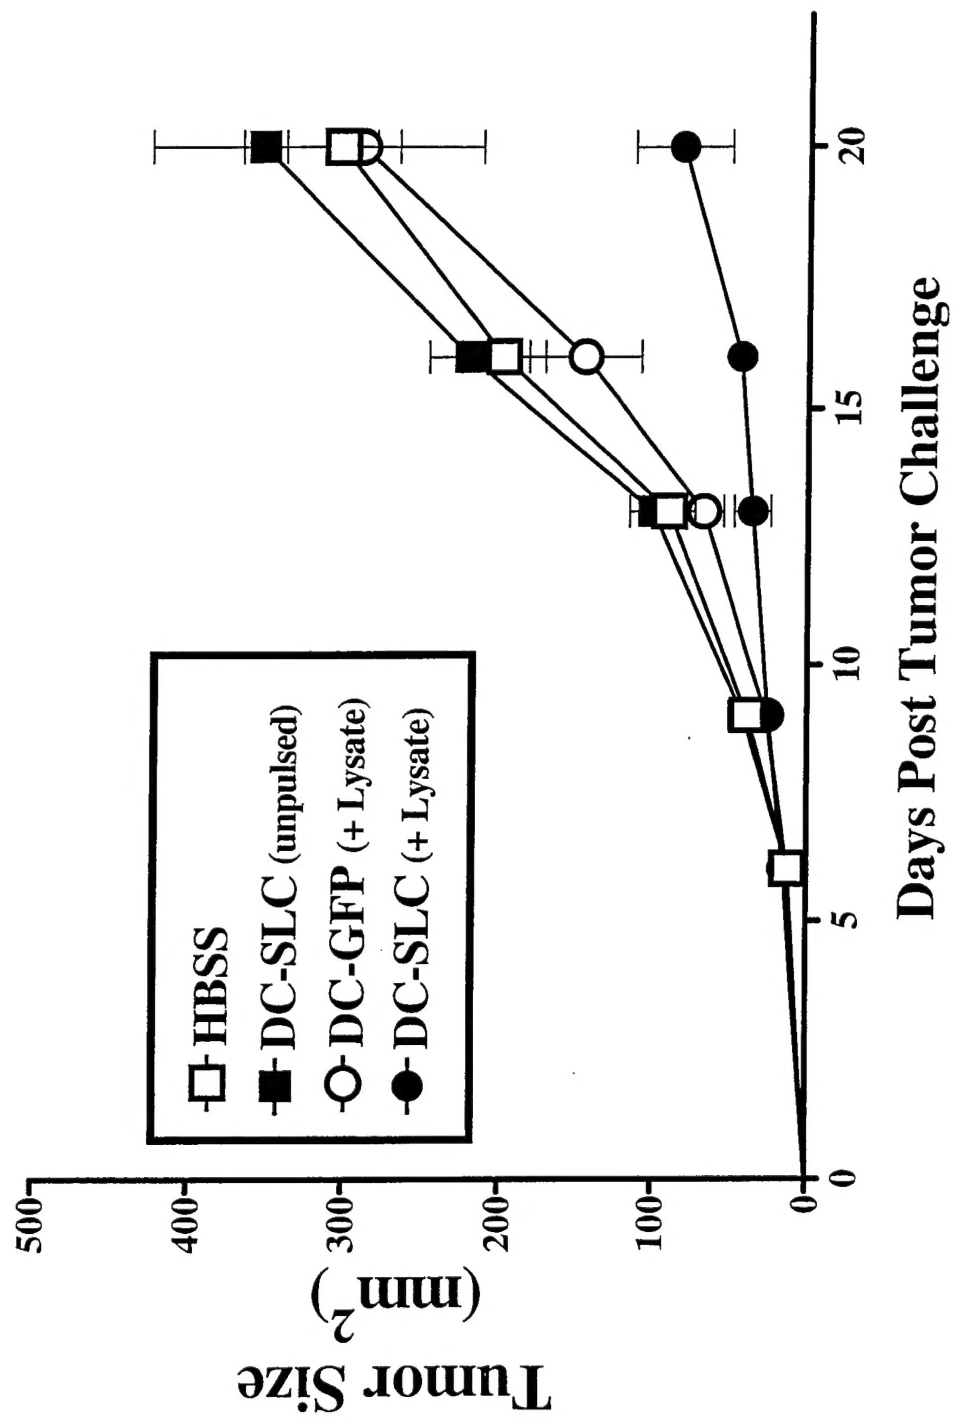 Tumor Size
(mm²)
500
400
300
200
100
0
HBSS
DC-SLC (unpulsed)
DC-GFP (+ Lysate)
DC-SLC (+ Lysate)
0
5
10
15
20
Days Post Tumor Challenge